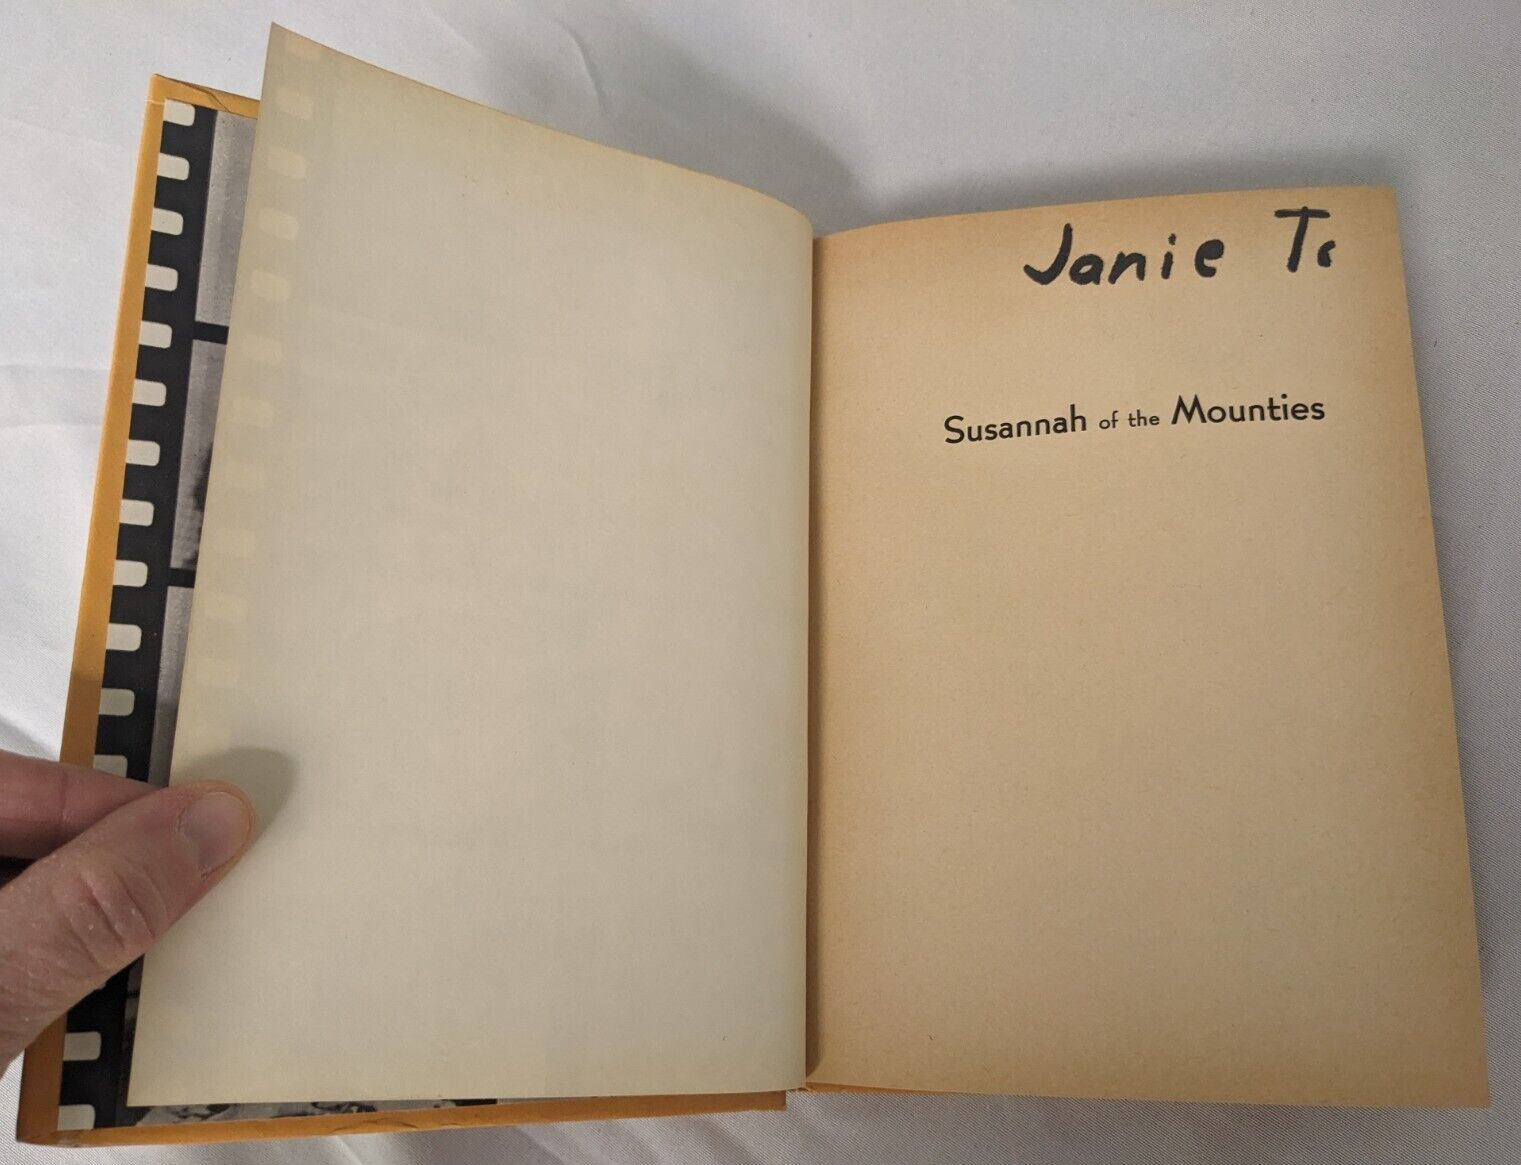 Janie
Susannah of the Mounties